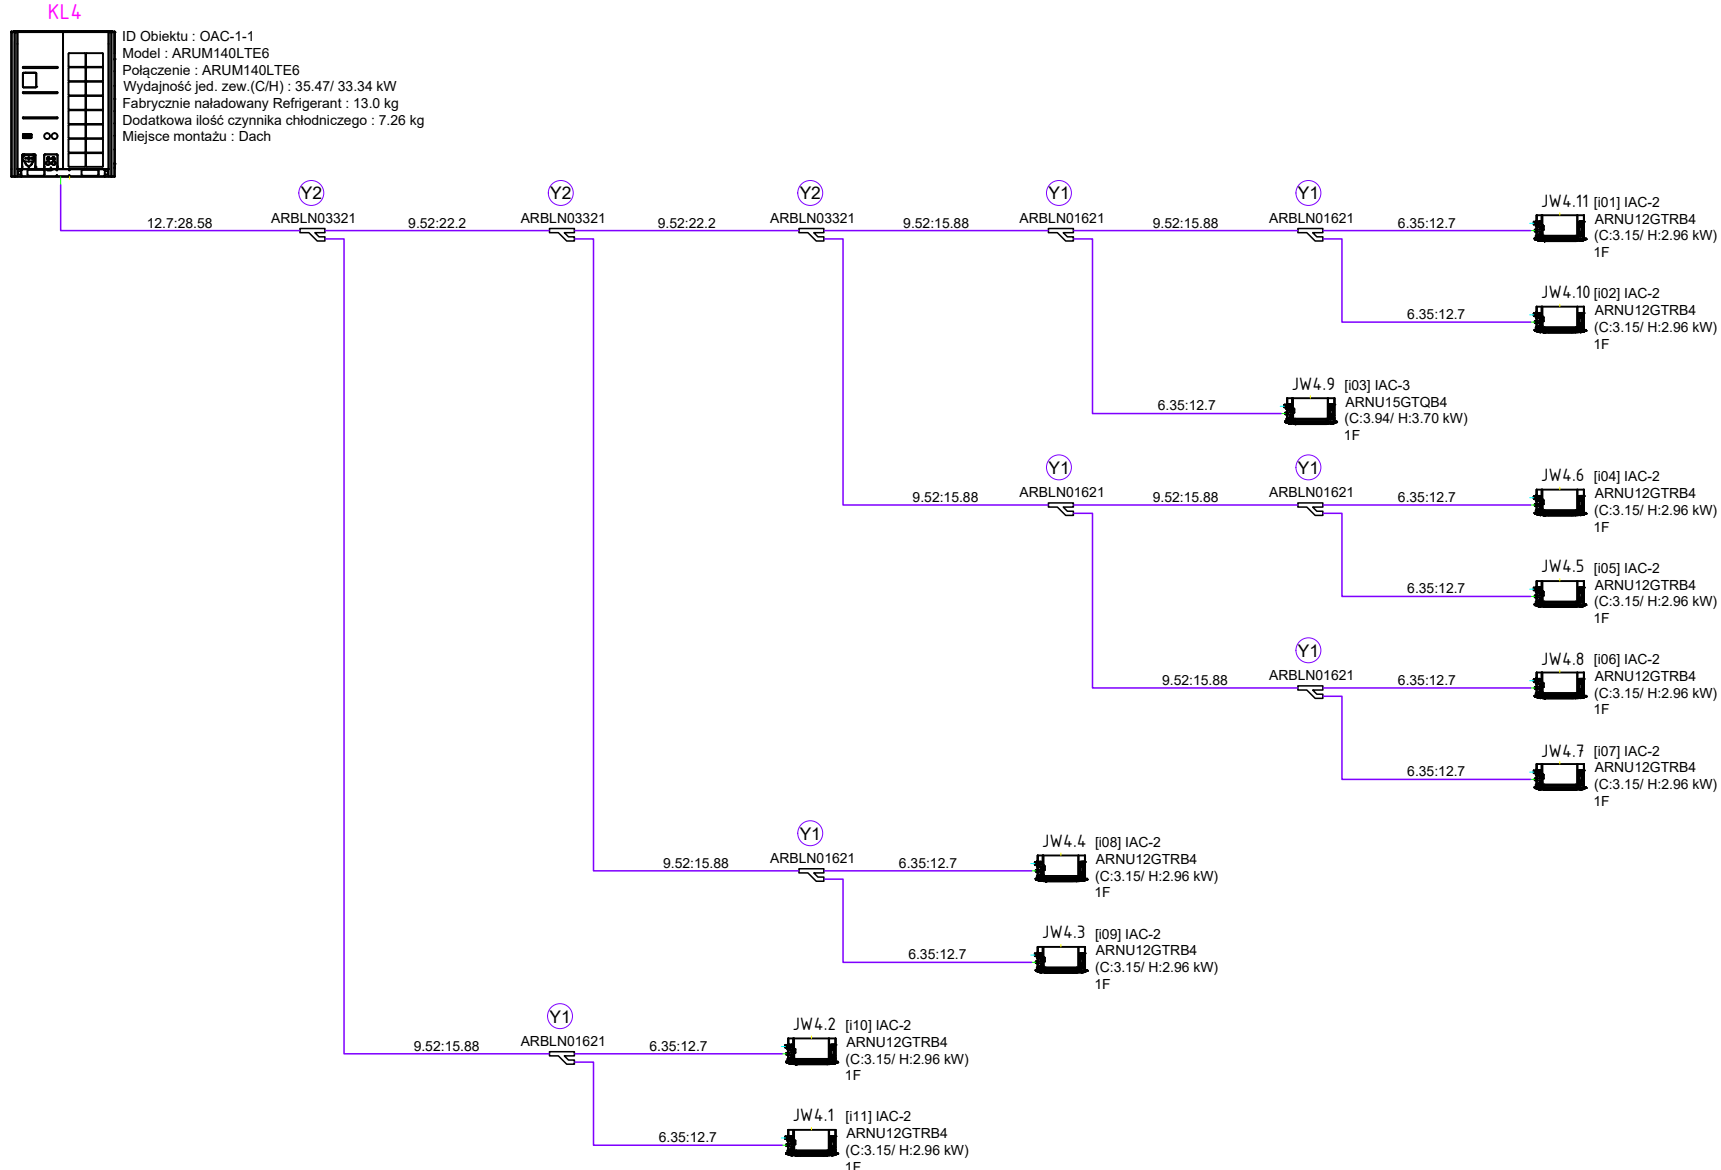 KL4
ID Obiektu : OAC-1-1
Model : ARUM140LTE6
Połączenie : ARUM140LTE6
Wydajność jed. zew.(C/H) : 35.47/ 33.34 kW
Fabrycznie naładowany Refrigerant : 13.0 kg
Dodatkowa ilość czynnika chłodniczego : 7.26 kg
Miejsce montażu : Dach
Y2 Y2 Y2 Y1 Y1
ARBLN03321 ARBLN03321 ARBLN03321 ARBLN01621 ARBLN01621
12.7:28.58 9.52:22.2 9.52:22.2 9.52:15.88 9.52:15.88 6.35:12.7
JW4.11 [i01] IAC-2
ARNU12GTRB4
(C:3.15/ H:2.96 kW)
1F
JW4.10 [i02] IAC-2
ARNU12GTRB4
(C:3.15/ H:2.96 kW)
1F
6.35:12.7
JW4.9 [i03] IAC-3
ARNU15GTQB4
(C:3.94/ H:3.70 kW)
1F
6.35:12.7
Y1 Y1
ARBLN01621 ARBLN01621
9.52:15.88 9.52:15.88 6.35:12.7
JW4.6 [i04] IAC-2
ARNU12GTRB4
(C:3.15/ H:2.96 kW)
1F
JW4.5 [i05] IAC-2
ARNU12GTRB4
(C:3.15/ H:2.96 kW)
1F
6.35:12.7
Y1
ARBLN01621
9.52:15.88 6.35:12.7
JW4.8 [i06] IAC-2
ARNU12GTRB4
(C:3.15/ H:2.96 kW)
1F
JW4.7 [i07] IAC-2
ARNU12GTRB4
(C:3.15/ H:2.96 kW)
1F
6.35:12.7
Y1
ARBLN01621
9.52:15.88 6.35:12.7
JW4.4 [i08] IAC-2
ARNU12GTRB4
(C:3.15/ H:2.96 kW)
1F
JW4.3 [i09] IAC-2
ARNU12GTRB4
(C:3.15/ H:2.96 kW)
1F
6.35:12.7
Y1
ARBLN01621
9.52:15.88 6.35:12.7
JW4.2 [i10] IAC-2
ARNU12GTRB4
(C:3.15/ H:2.96 kW)
1F
JW4.1 [i11] IAC-2
ARNU12GTRB4
(C:3.15/ H:2.96 kW)
1F
6.35:12.7